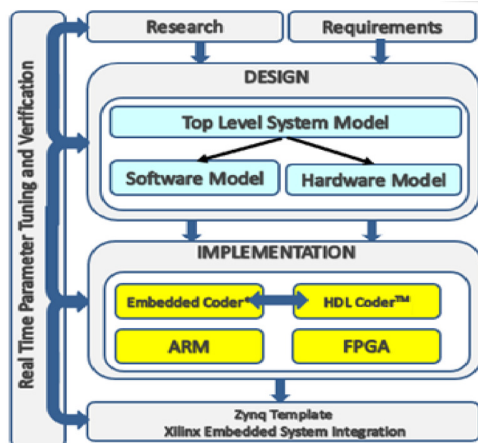 Real Time Parameter Tuning and Verification
Research
Requirements
DESIGN
Top Level System Model
Software Model
Hardware Model
IMPLEMENTATION
Embedded Coder®
HDL Coder™
ARM
FPGA
Zynq Template
Xilinx Embedded System Integration